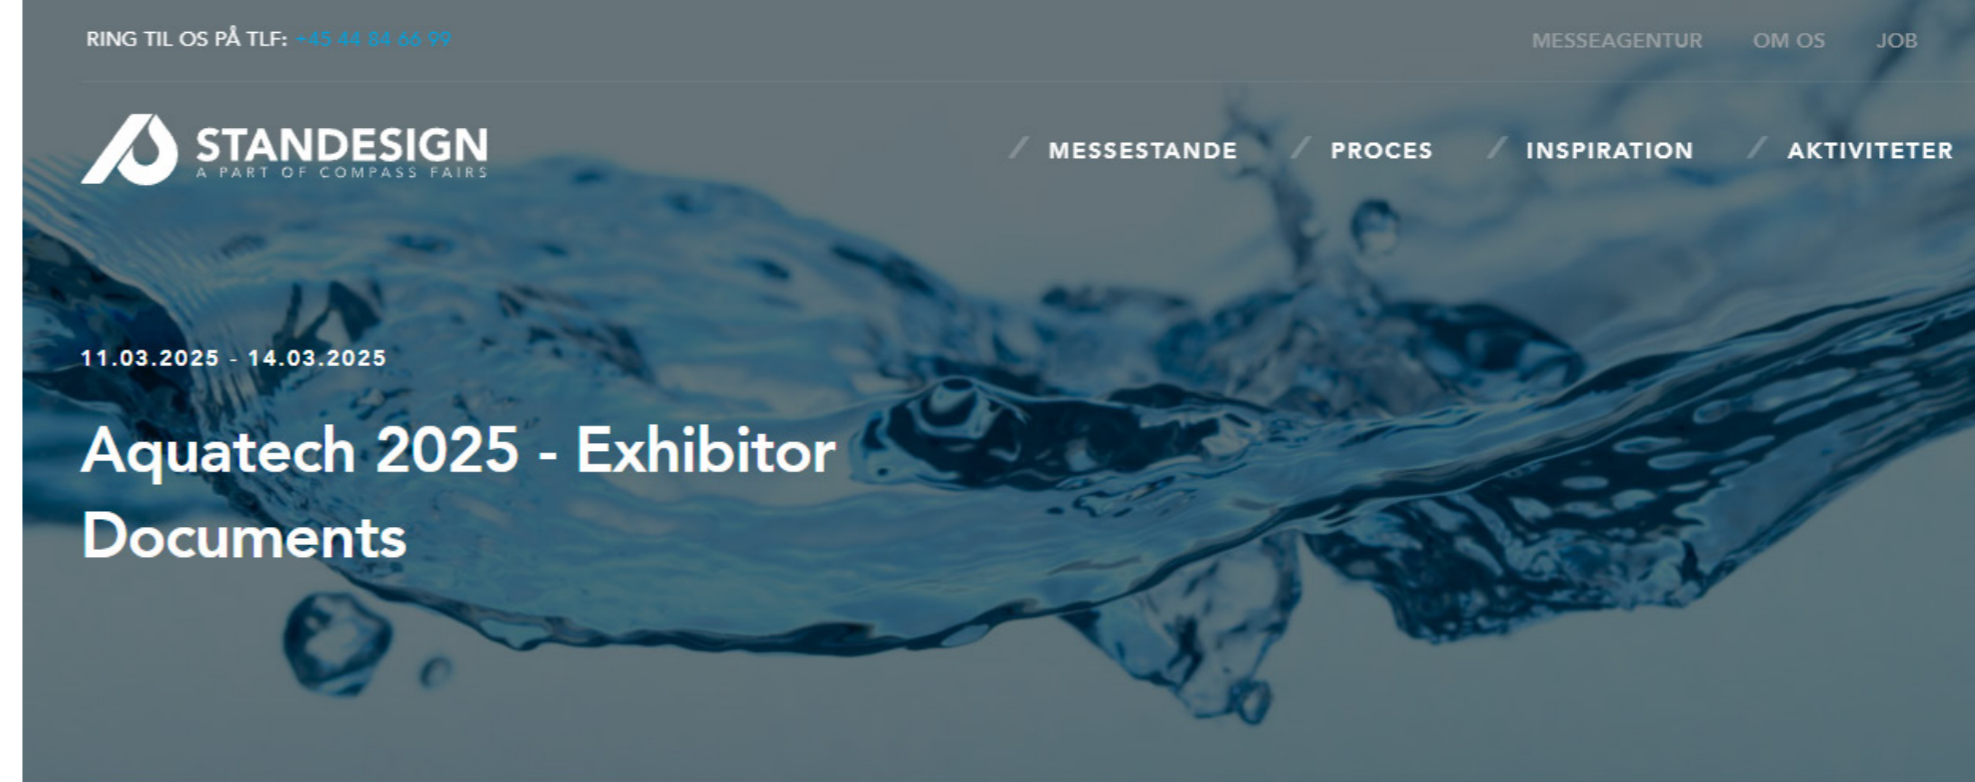 RING TIL OS PÅ TLF: +45 44 84 66 99
MESSEAGENTUR OM OS JOB
STANDESIGN
A PART OF COMPASS FAIRS
/ MESSESTANDE / PROCES / INSPIRATION / AKTIVITETER
11.03.2025 - 14.03.2025
Aquatech 2025 - Exhibitor
Documents